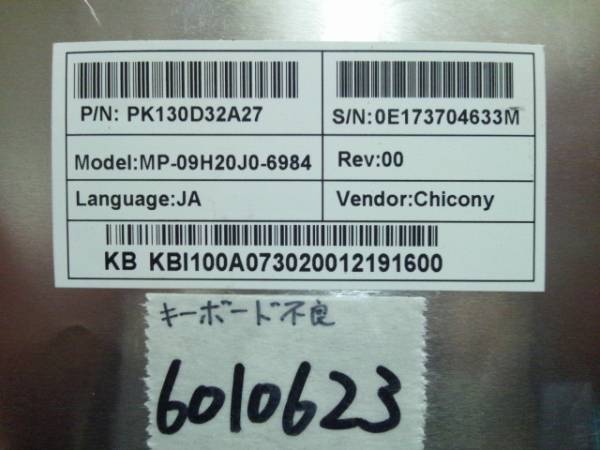 P/N: PK130D32A27
S/N:0E173704633M
Model:MP-09H20J0-6984
Rev:00
Language:JA
Vendor:Chicony
KB KBI100A073020012191600
キーボード不良
6010623